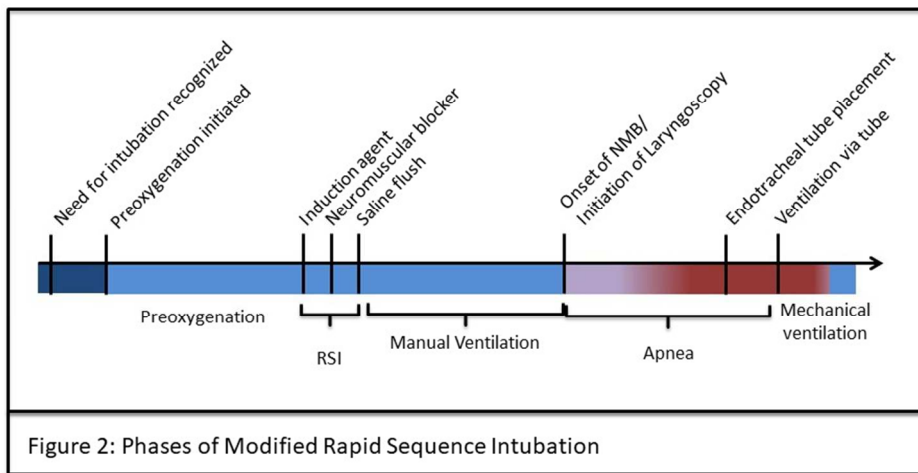 Need for intubation recognized
Preoxygenation initiated
Induction agent
Neuromuscular blocker
Saline flush
Onset of NMB/
Initiation of Laryngoscopy
Endotracheal tube placement
Ventilation via tube
Preoxygenation
RSI
Manual Ventilation
Apnea
Mechanical
ventilation
Figure 2: Phases of Modified Rapid Sequence Intubation